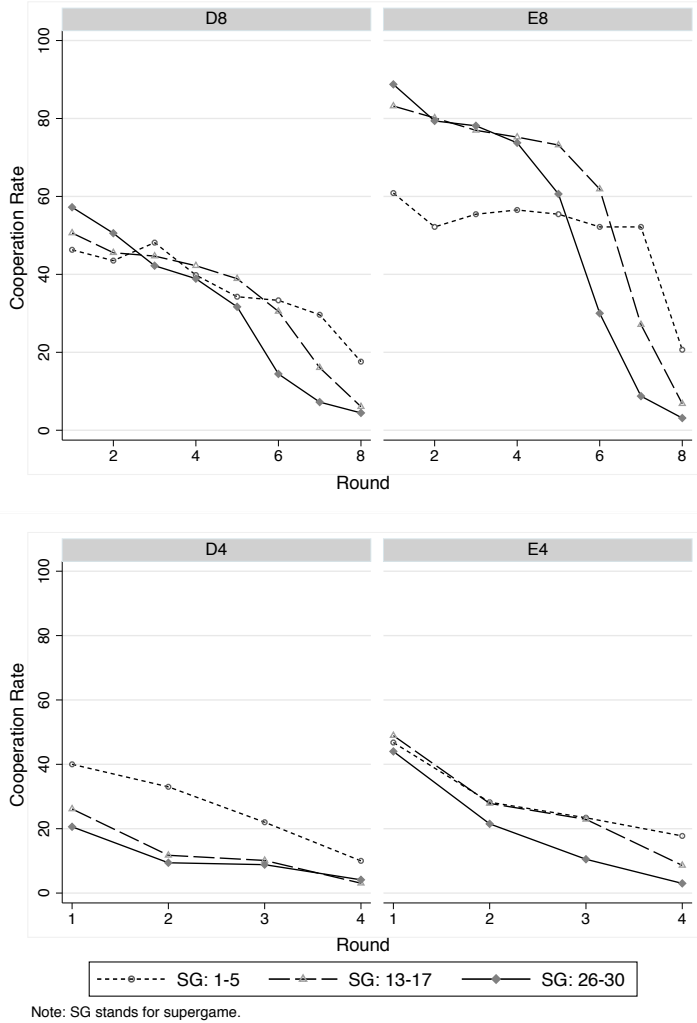 D8 E8
Cooperation Rate
100
80
60
40
20
0
2 4 6 8 2 4 6 8
Round
D4 E4
Cooperation Rate
100
80
60
40
20
0
1 2 3 4 1 2 3 4
Round
SG: 1-5 SG: 13-17 SG: 26-30
Note: SG stands for supergame.